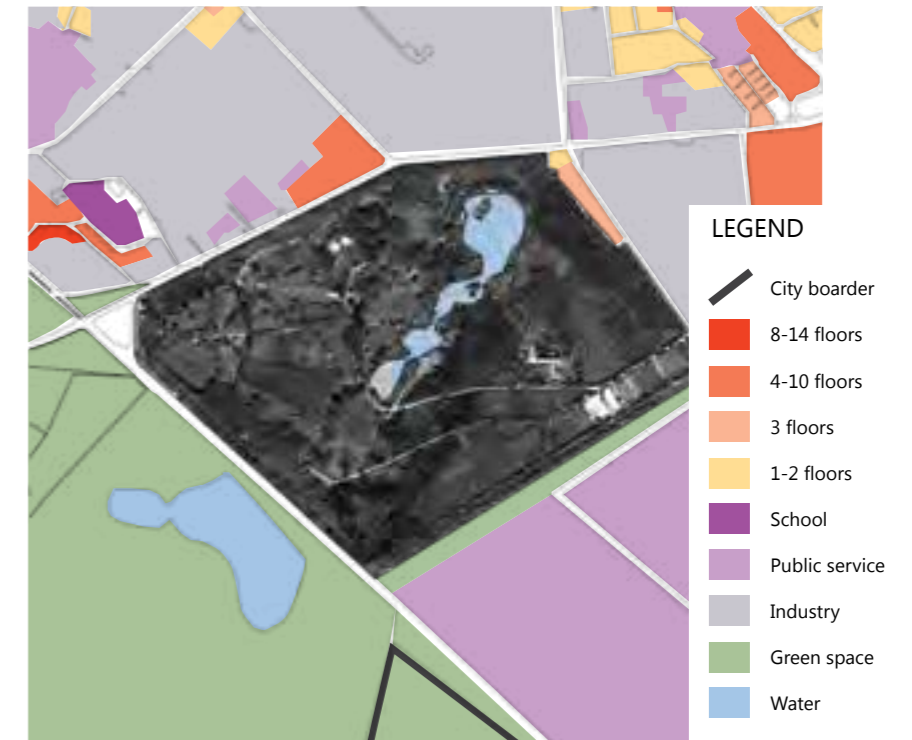 LEGEND
City boarder
8-14 floors
4-10 floors
3 floors
1-2 floors
School
Public service
Industry
Green space
Water